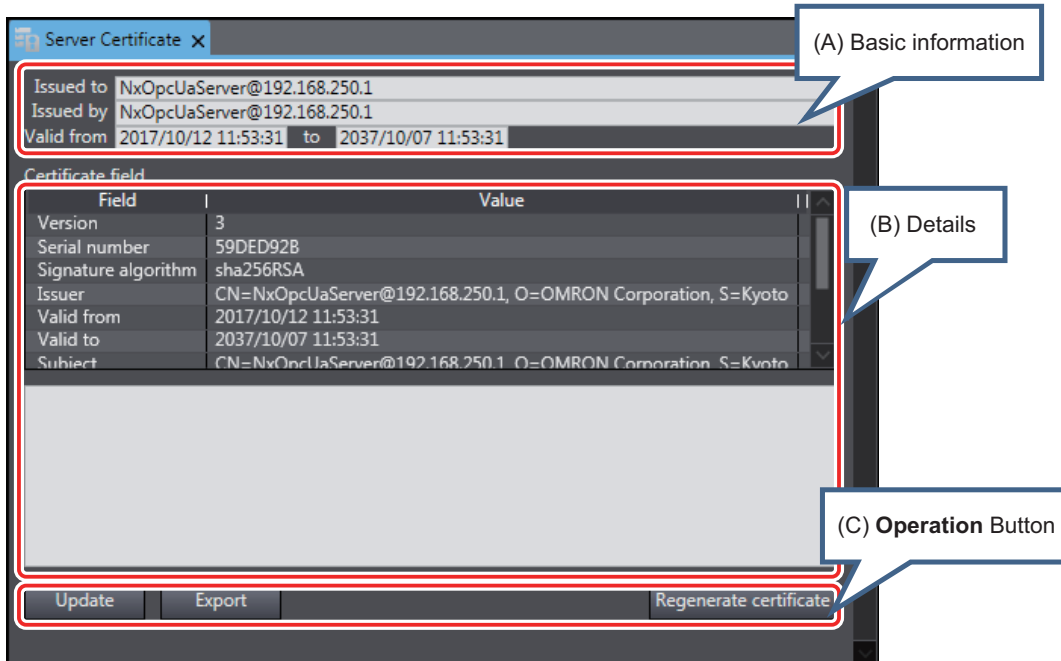 Server Certificate
(A) Basic information
Issued to NxOpcUaServer@192.168.250.1
Issued by NxOpcUaServer@192.168.250.1
Valid from 2017/10/12 11:53:31 to 2037/10/07 11:53:31
Certificate field
Field Value
Version 3
Serial number 59DED92B
Signature algorithm sha256RSA
Issuer CN=NxOpcUaServer@192.168.250.1, O=OMRON Corporation, S=Kyoto
Valid from 2017/10/12 11:53:31
Valid to 2037/10/07 11:53:31
Subject CN=NxOpcUaServer@192.168.250.1, O=OMRON Corporation, S=Kyoto
(B) Details
(C) Operation Button
Update Export Regenerate certificate